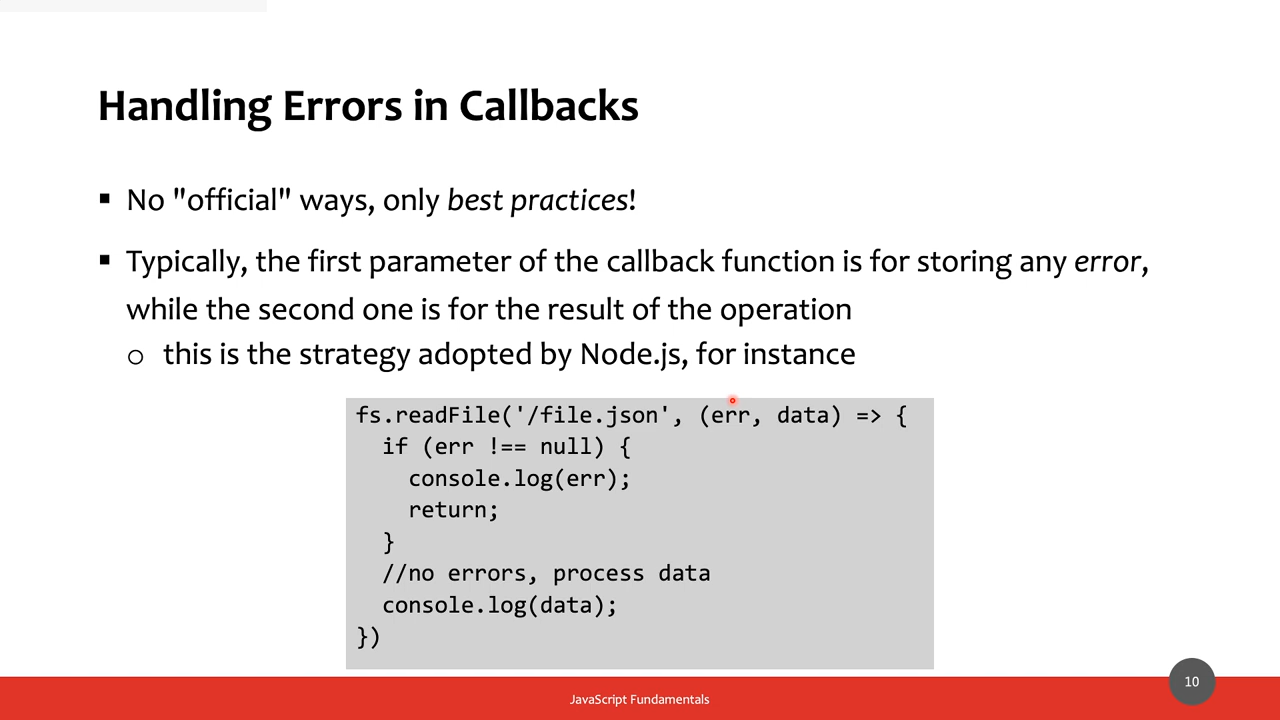 Handling Errors in Callbacks
▪ No "official" ways, only best practices!
▪ Typically, the first parameter of the callback function is for storing any error,
while the second one is for the result of the operation
o this is the strategy adopted by Node.js, for instance
fs.readFile('/file.json', (err, data) => {
  if (err !== null) {
    console.log(err);
    return;
  }
  //no errors, process data
  console.log(data);
})
JavaScript Fundamentals
10